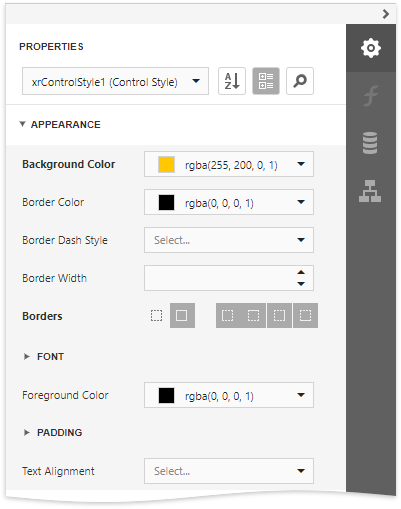 PROPERTIES
xrControlStyle1 (Control Style)
A Z
APPEARANCE
Background Color rgba(255, 200, 0, 1)
Border Color rgba(0, 0, 0, 1)
Border Dash Style Select...
Border Width
Borders
FONT
Foreground Color rgba(0, 0, 0, 1)
PADDING
Text Alignment Select...